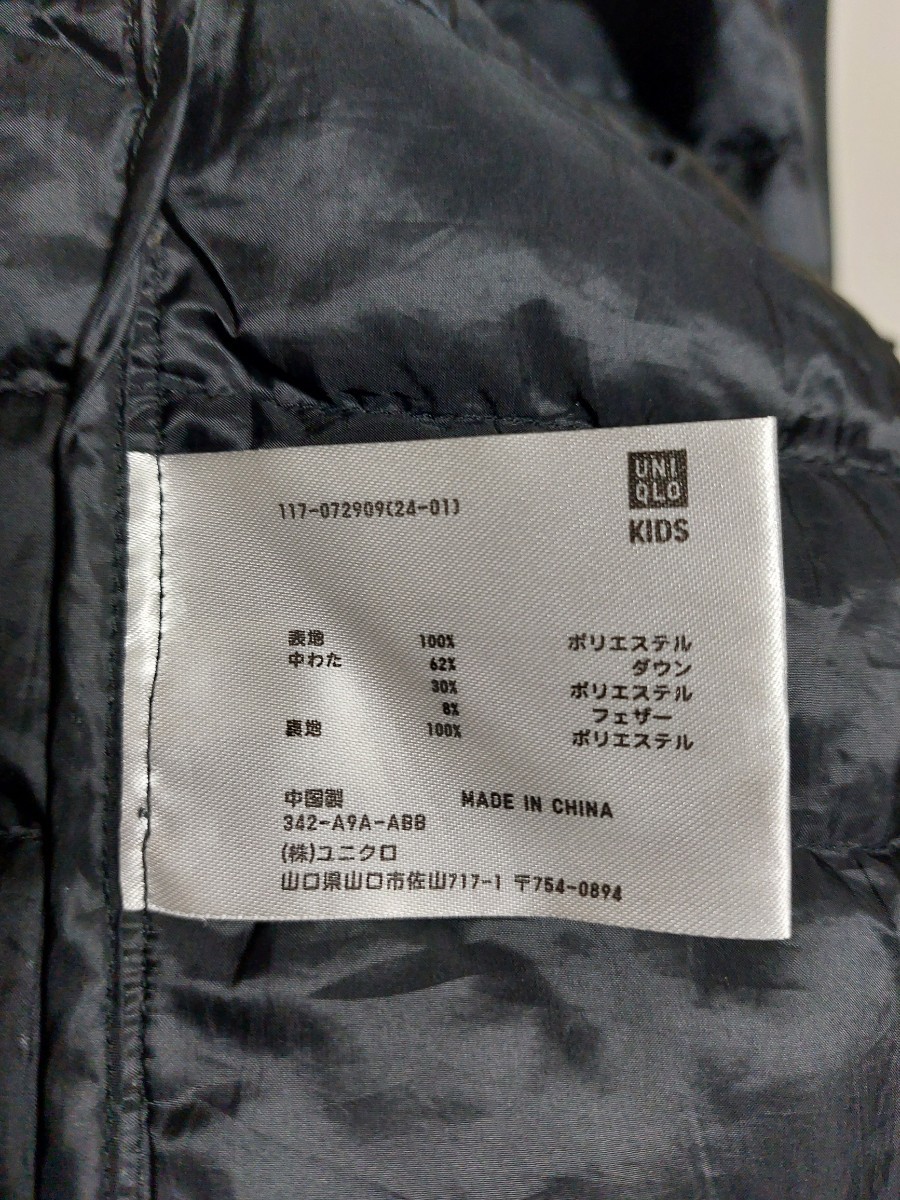 UNI
QLO
KIDS
117-072909(24-01)
表地 100% ポリエステル
中わた 62% ダウン
30% ポリエステル
8% フェザー
裏地 100% ポリエステル
中国製 MADE IN CHINA
342-A9A-ABB
(株)ユニクロ
山口県山口市佐山717-1 〒754-0894